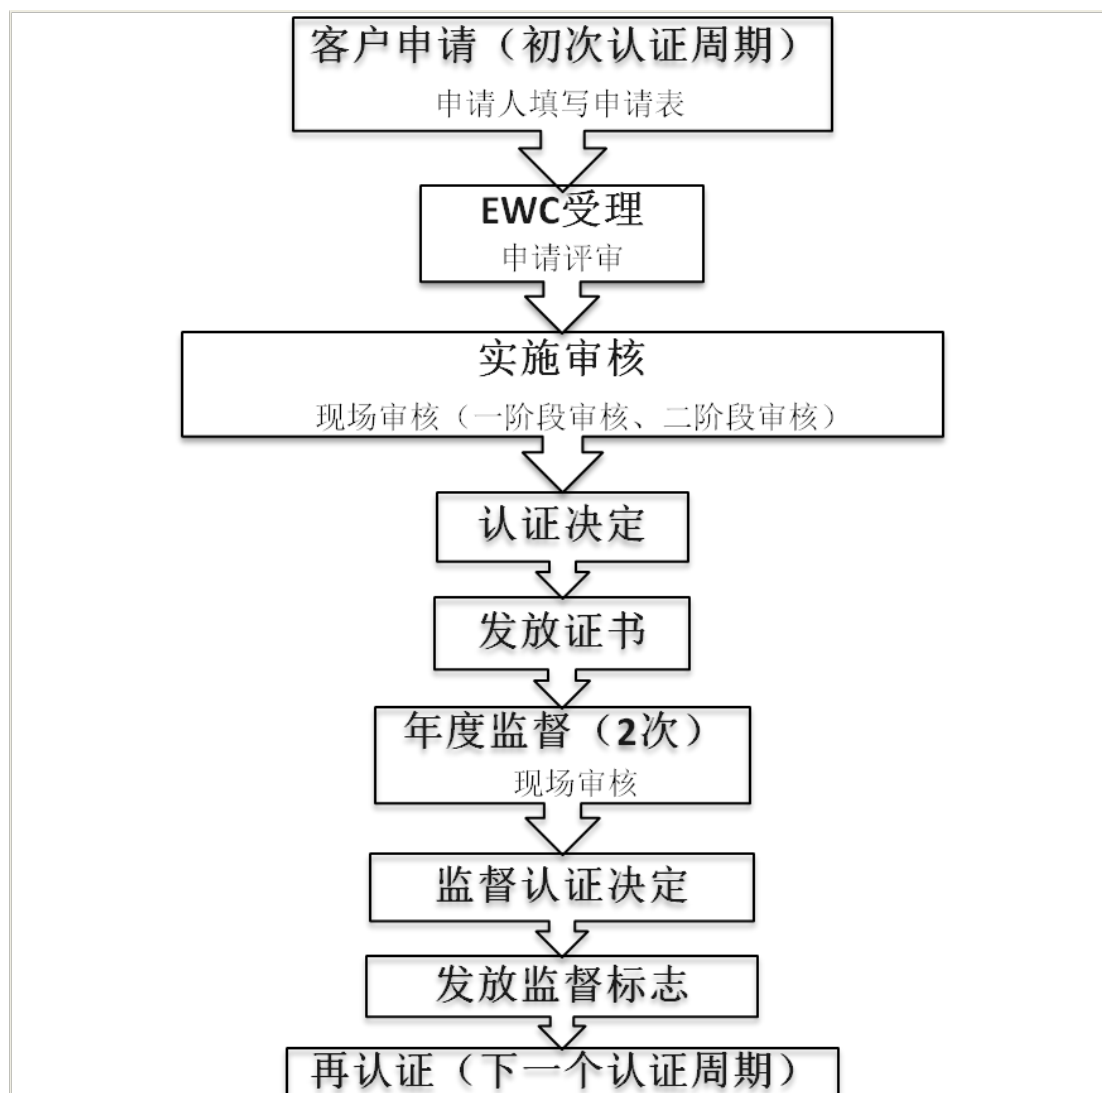 客户申请（初次认证周期）
申请人填写申请表
EWC受理
申请评审
实施审核
现场审核（一阶段审核、二阶段审核）
认证决定
发放证书
年度监督（2次）
现场审核
监督认证决定
发放监督标志
再认证（下一个认证周期）